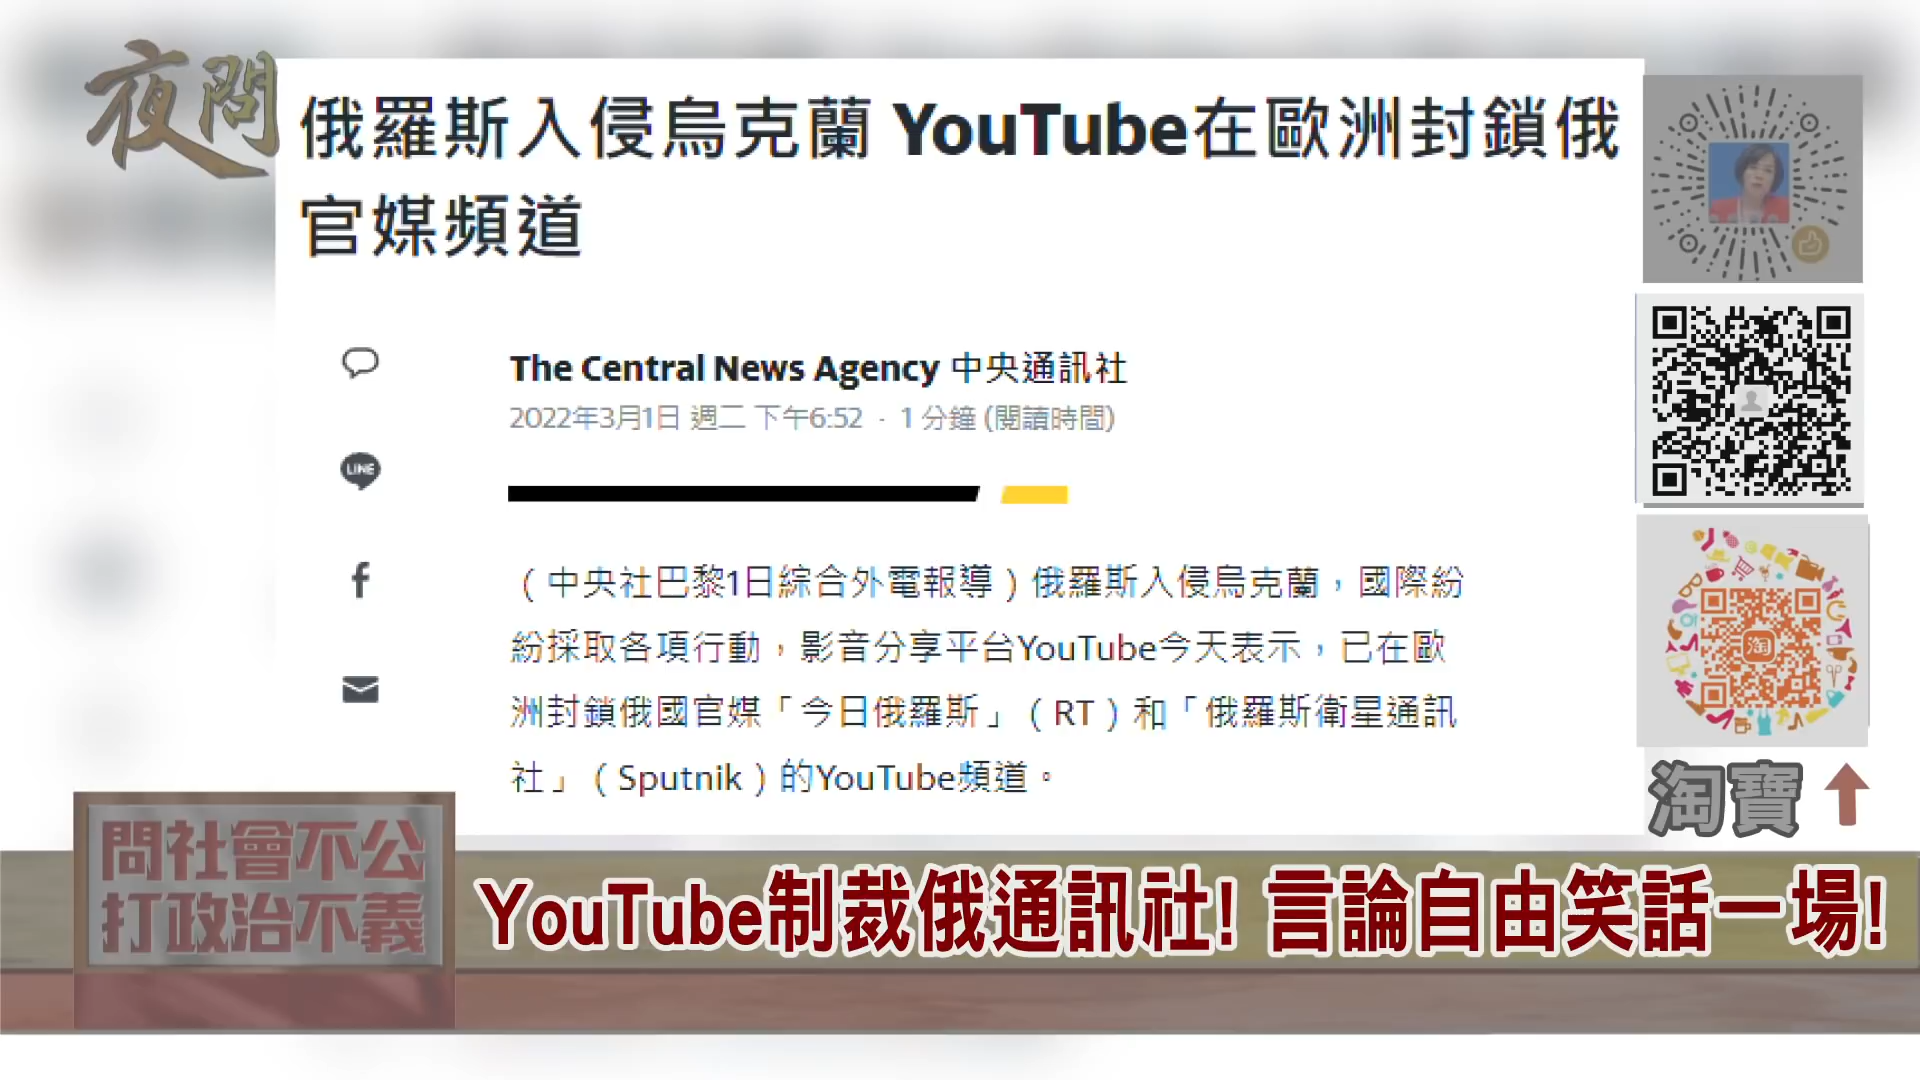 夜問
俄羅斯入侵烏克蘭 YouTube在歐洲封鎖俄
官媒頻道
The Central News Agency 中央通訊社
2022年3月1日 週二 下午6:52 · 1 分鐘 (閱讀時間)
LINE
f
（中央社巴黎1日綜合外電報導）俄羅斯入侵烏克蘭，國際紛
紛採取各項行動，影音分享平台YouTube今天表示，已在歐
洲封鎖俄國官媒「今日俄羅斯」（RT）和「俄羅斯衛星通訊
社」（Sputnik）的YouTube頻道。
淘
淘寶
問社會不公
打政治不義
YouTube制裁俄通訊社! 言論自由笑話一場!